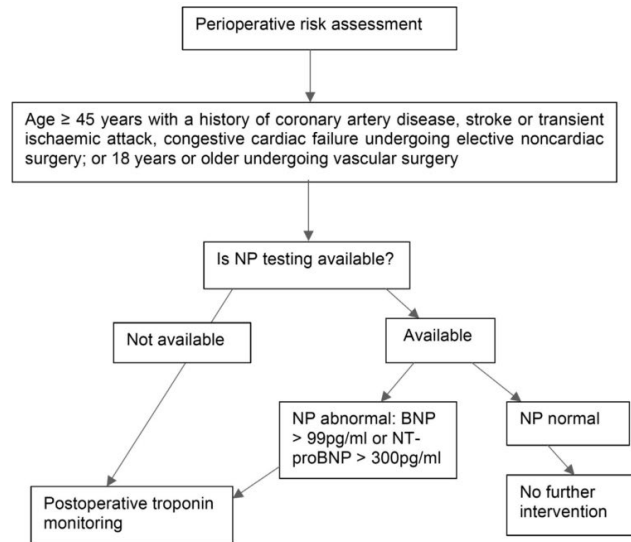 Perioperative risk assessment
Age ≥ 45 years with a history of coronary artery disease, stroke or transient
ischaemic attack, congestive cardiac failure undergoing elective noncardiac
surgery; or 18 years or older undergoing vascular surgery
Is NP testing available?
Not available
Available
NP abnormal: BNP
> 99pg/ml or NT-
proBNP > 300pg/ml
NP normal
Postoperative troponin
monitoring
No further
intervention